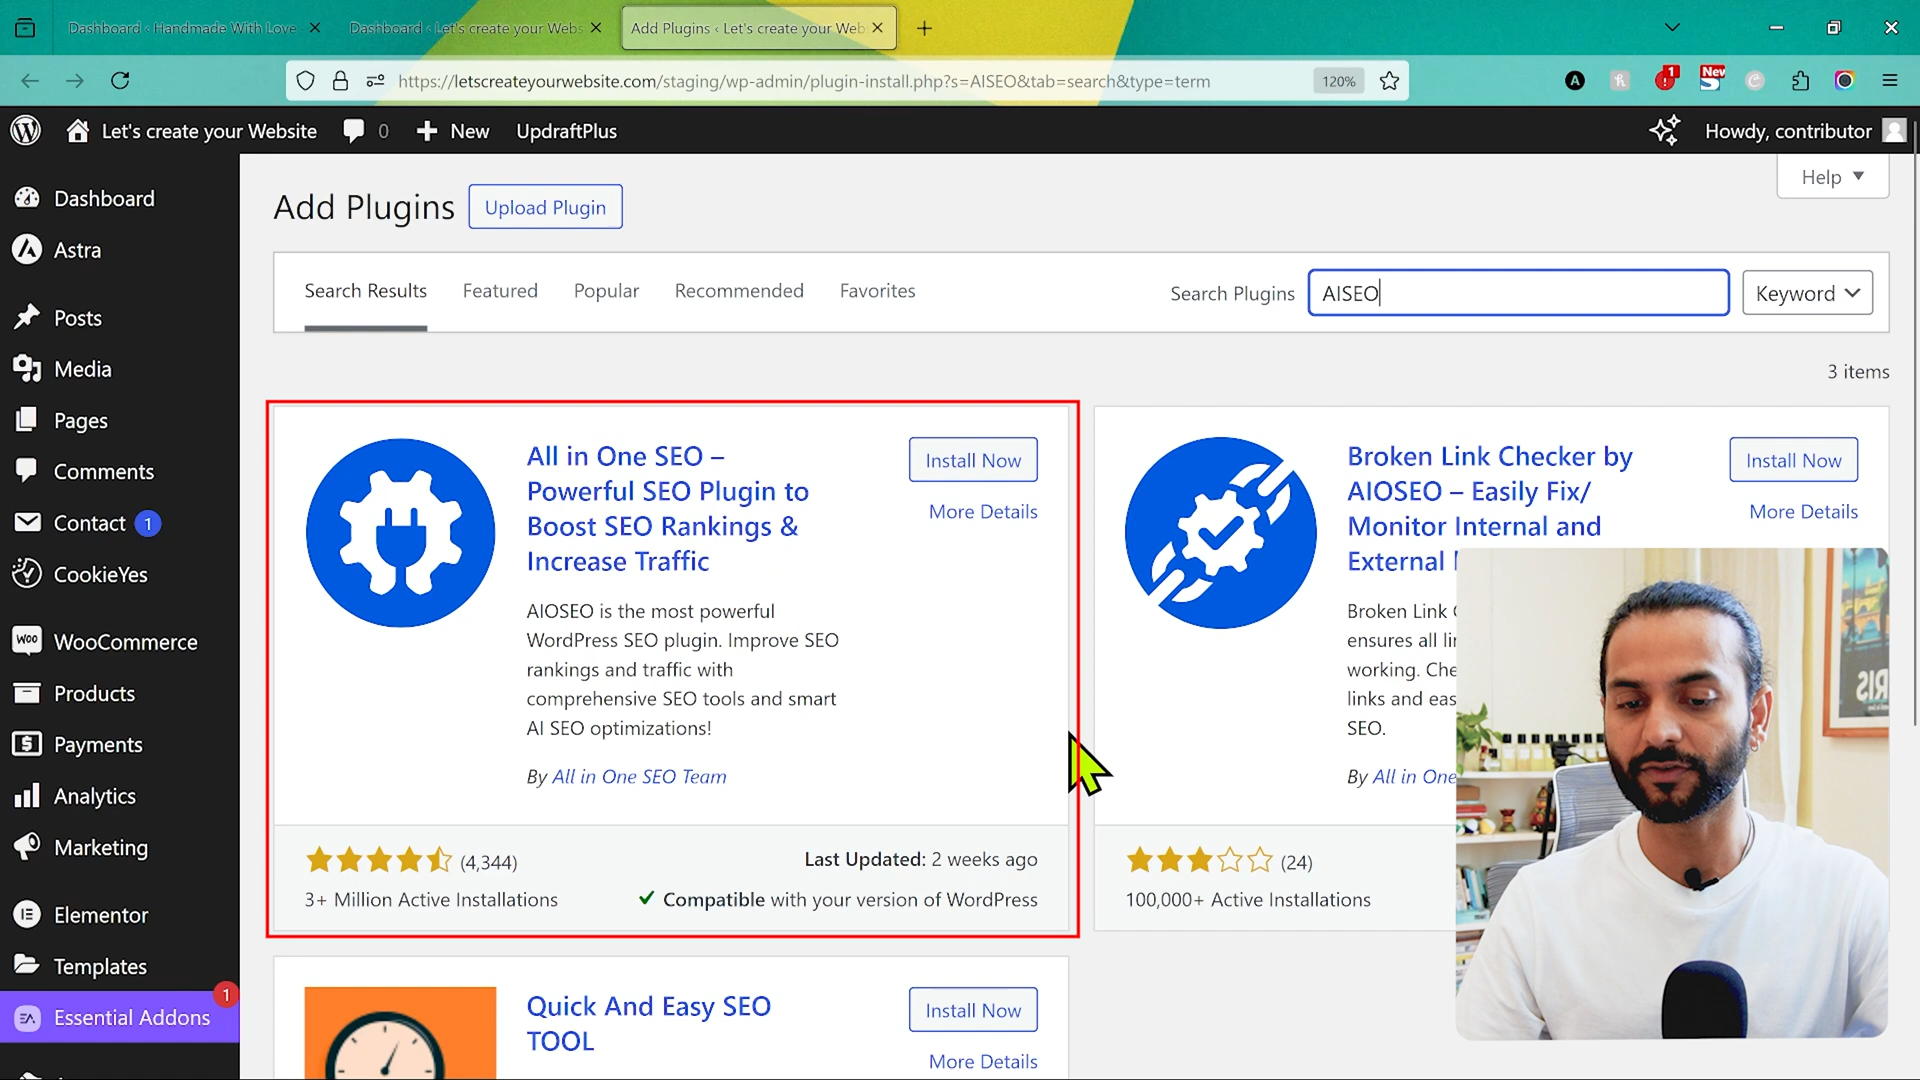 Dashboard ‹ Handmade With Love
Dashboard ‹ Let's create your Webs
Add Plugins ‹ Let's create your Web
https://letscreateyourwebsite.com/staging/wp-admin/plugin-install.php?s=AISEO&tab=search&type=term
120%
A
1
New
S
Let's create your Website
0
New
UpdraftPlus
Howdy, contributor
Dashboard
Astra
Posts
Media
Pages
Comments
Contact 1
CookieYes
Woo
WooCommerce
Products
Payments
Analytics
Marketing
Elementor
Templates
1
EA
Essential Addons
Help
Add Plugins
Upload Plugin
Search Results
Featured
Popular
Recommended
Favorites
Search Plugins
AISEO
Keyword
3 items
All in One SEO –
Powerful SEO Plugin to
Boost SEO Rankings &
Increase Traffic
Install Now
More Details
AIOSEO is the most powerful
WordPress SEO plugin. Improve SEO
rankings and traffic with
comprehensive SEO tools and smart
AI SEO optimizations!
By All in One SEO Team
(4,344)
3+ Million Active Installations
Last Updated: 2 weeks ago
Compatible with your version of WordPress
Broken Link Checker by
AIOSEO – Easily Fix/
Monitor Internal and
External
Install Now
More Details
Broken Link
ensures all
working.
links and
SEO.
By All in One
(24)
100,000+ Active Installations
Quick And Easy SEO
TOOL
Install Now
More Details